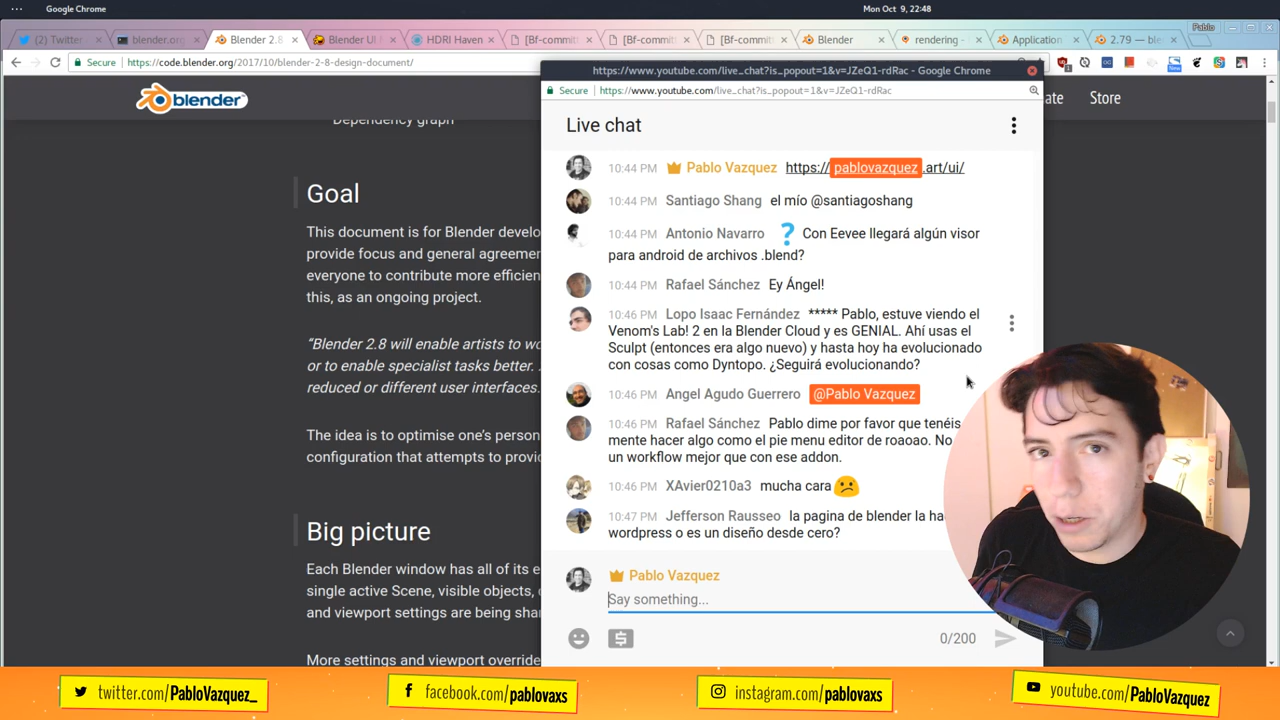 Google Chrome
Mon Oct 9, 22:48
(2) Twitter
blender.org
Blender 2.8
Blender UI
HDRI Haven
[Bf-committ
[Bf-committ
[Bf-commit
Blender
rendering -
Application
2.79 — ble
Pablo
Secure
https://code.blender.org/2017/10/blender-2-8-design-document/
blender
ate
Store
Dependency graph
Goal
This document is for Blender develo
provide focus and general agreeme
everyone to contribute more efficien
this, as an ongoing project.
“Blender 2.8 will enable artists to wo
or to enable specialist tasks better.
reduced or different user interfaces.
The idea is to optimise one’s person
configuration that attempts to provi
Big picture
Each Blender window has all of its e
single active Scene, visible objects,
and viewport settings are being shar
More settings and viewport override
https://www.youtube.com/live_chat?is_popout=1&v=JZeQ1-rdRac - Google Chrome
Secure
https://www.youtube.com/live_chat?is_popout=1&v=JZeQ1-rdRac
Live chat
10:44 PM Pablo Vazquez https://pablovazquez.art/ui/
10:44 PM Santiago Shang el mío @santiagoshang
10:44 PM Antonio Navarro ? Con Eevee llegará algún visor
para android de archivos .blend?
10:44 PM Rafael Sánchez Ey Ángel!
10:46 PM Lopo Isaac Fernández ***** Pablo, estuve viendo el
Venom's Lab! 2 en la Blender Cloud y es GENIAL. Ahí usas el
Sculpt (entonces era algo nuevo) y hasta hoy ha evolucionado
con cosas como Dyntopo. ¿Seguirá evolucionando?
10:46 PM Angel Agudo Guerrero @Pablo Vazquez
10:46 PM Rafael Sánchez Pablo dime por favor que tenéis
mente hacer algo como el pie menu editor de roaoao. No
un workflow mejor que con ese addon.
10:46 PM XAvier0210a3 mucha cara
10:47 PM Jefferson Rausseo la pagina de blender la ha
wordpress o es un diseño desde cero?
Pablo Vazquez
Say something...
0/200
twitter.com/PabloVazquez_
facebook.com/pablovaxs
instagram.com/pablovaxs
youtube.com/PabloVazquez